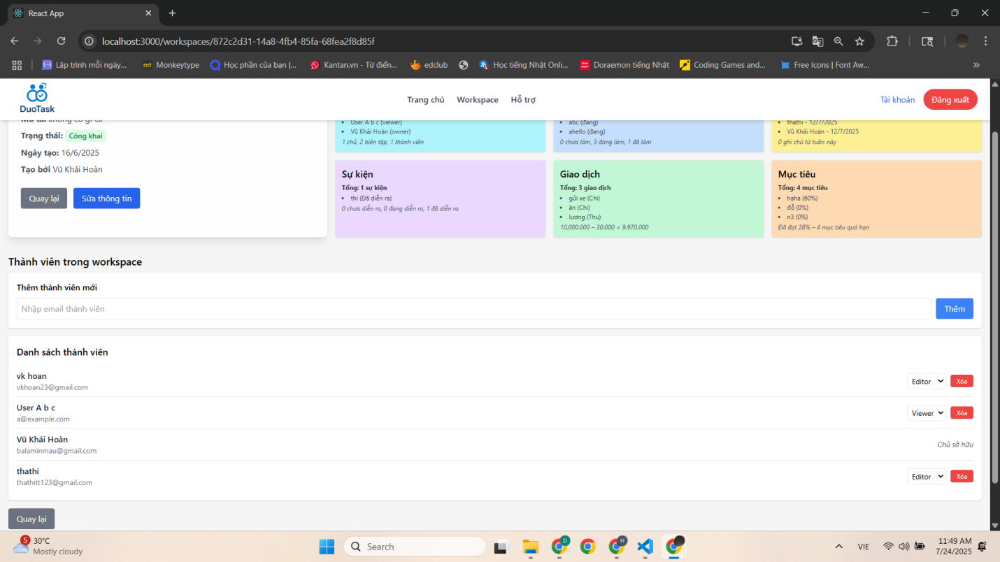 React App
localhost:3000/workspaces/872c2d31-14a8-4fb4-85fa-68fea2f8d85f
Lập trình mỗi ngày...
mt Monkeytype
Học phần của bạn |...
Kantan.vn - Từ điển...
edclub
Học tiếng Nhật Onli...
Doraemon tiếng Nhật
Coding Games and...
Free Icons | Font Aw...
DuoTask
Trang chủ
Workspace
Hỗ trợ
Tài khoản
Đăng xuất
Mô tả: không có gì cả
Trạng thái: Công khai
Ngày tạo: 16/6/2025
Tạo bởi Vũ Khải Hoàn
Quay lại
Sửa thông tin
User A b c (viewer)
Vũ Khải Hoàn (owner)
1 chủ, 2 biên tập, 1 thành viên
abc (đang)
ahello (đang)
0 chưa làm, 3 đang làm, 1 đã làm
thathi - 12/7/2025
Vũ Khải Hoàn - 12/7/2025
0 ghi chú từ tuần này
Sự kiện
Tổng: 1 sự kiện
thi (Đã diễn ra)
0 chưa diễn ra, 0 đang diễn ra, 1 đã diễn ra
Giao dịch
Tổng: 3 giao dịch
gửi xe (Chi)
ăn (Chi)
lương (Thu)
10.000.000 – 30.000 = 9.970.000
Mục tiêu
Tổng: 4 mục tiêu
haha (60%)
đỗ (0%)
n3 (0%)
Đã đạt 28% – 4 mục tiêu quá hạn
Thành viên trong workspace
Thêm thành viên mới
Nhập email thành viên
Thêm
Danh sách thành viên
vk hoan
vkhoan23@gmail.com
Editor
Xóa
User A b c
a@example.com
Viewer
Xóa
Vũ Khải Hoàn
balaminmau@gmail.com
Chủ sở hữu
thathi
thathitt123@gmail.com
Editor
Xóa
Quay lại
5
30°C
Mostly cloudy
Search
D
H
VIE
11:49 AM
7/24/2025